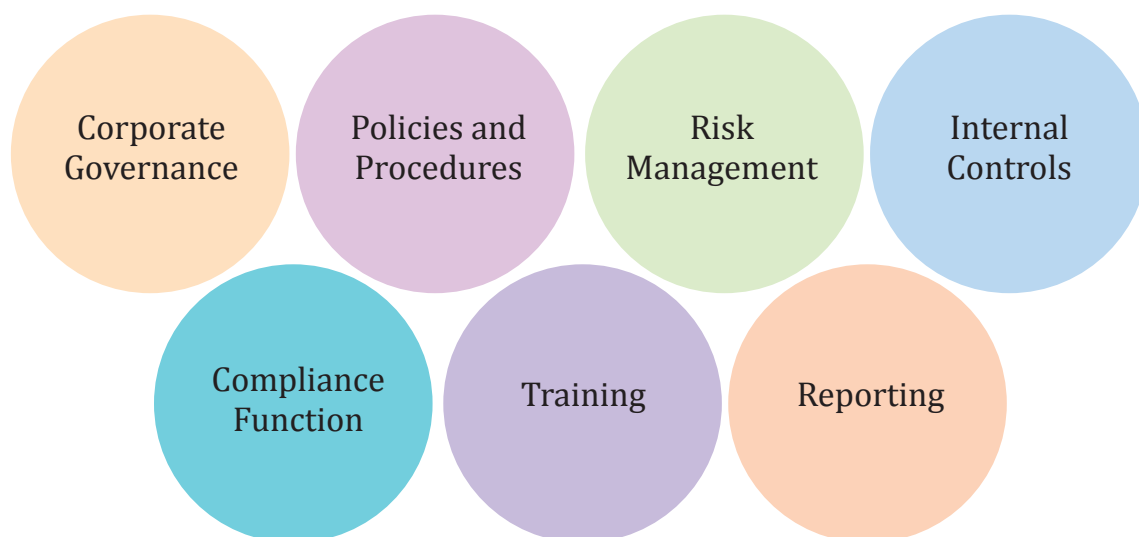 Corporate
Governance
Policies and
Procedures
Risk
Management
Internal
Controls
Compliance
Function
Training
Reporting